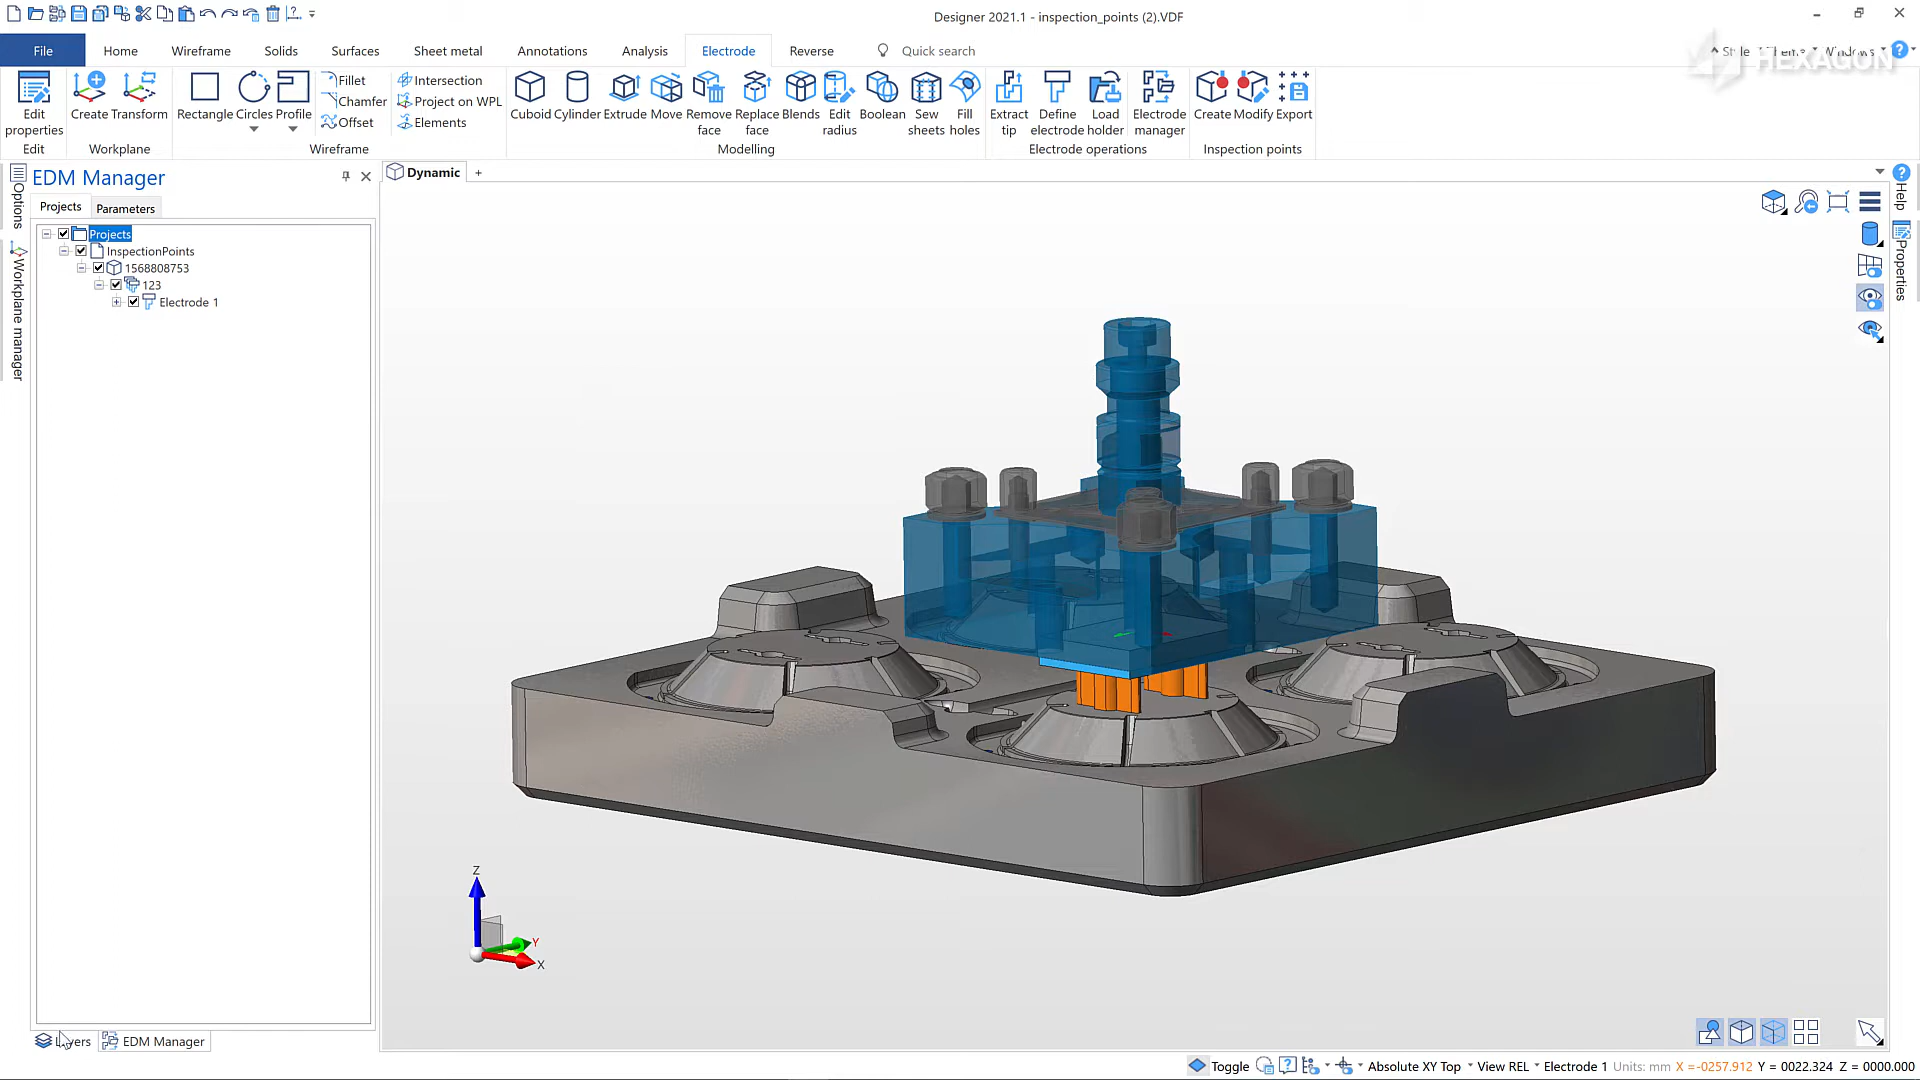 Designer 2021.1 - inspection_points (2).VDF
File Home Wireframe Solids Surfaces Sheet metal Annotations Analysis Electrode Reverse Quick search
Style Theme Windows
HEXAGON
Edit properties
Create Transform
Rectangle Circles Profile
Fillet
Chamfer
Offset
Intersection
Project on WPL
Elements
Cuboid Cylinder Extrude Move Remove face Replace face Blends Edit radius Boolean Sew sheets Fill holes
Extract tip Define electrode Load holder Electrode manager
Create Modify Export
Edit Workplane Wireframe Modelling Electrode operations Inspection points
Options
Workplane manager
EDM Manager
Projects Parameters
Projects
InspectionPoints
1568808753
123
Electrode 1
Dynamic +
Help
Properties
Z
Y
X
EDM Manager
Toggle Absolute XY Top View REL Electrode 1 Units: mm X =-0257.912 Y = 0022.324 Z = 0000.000